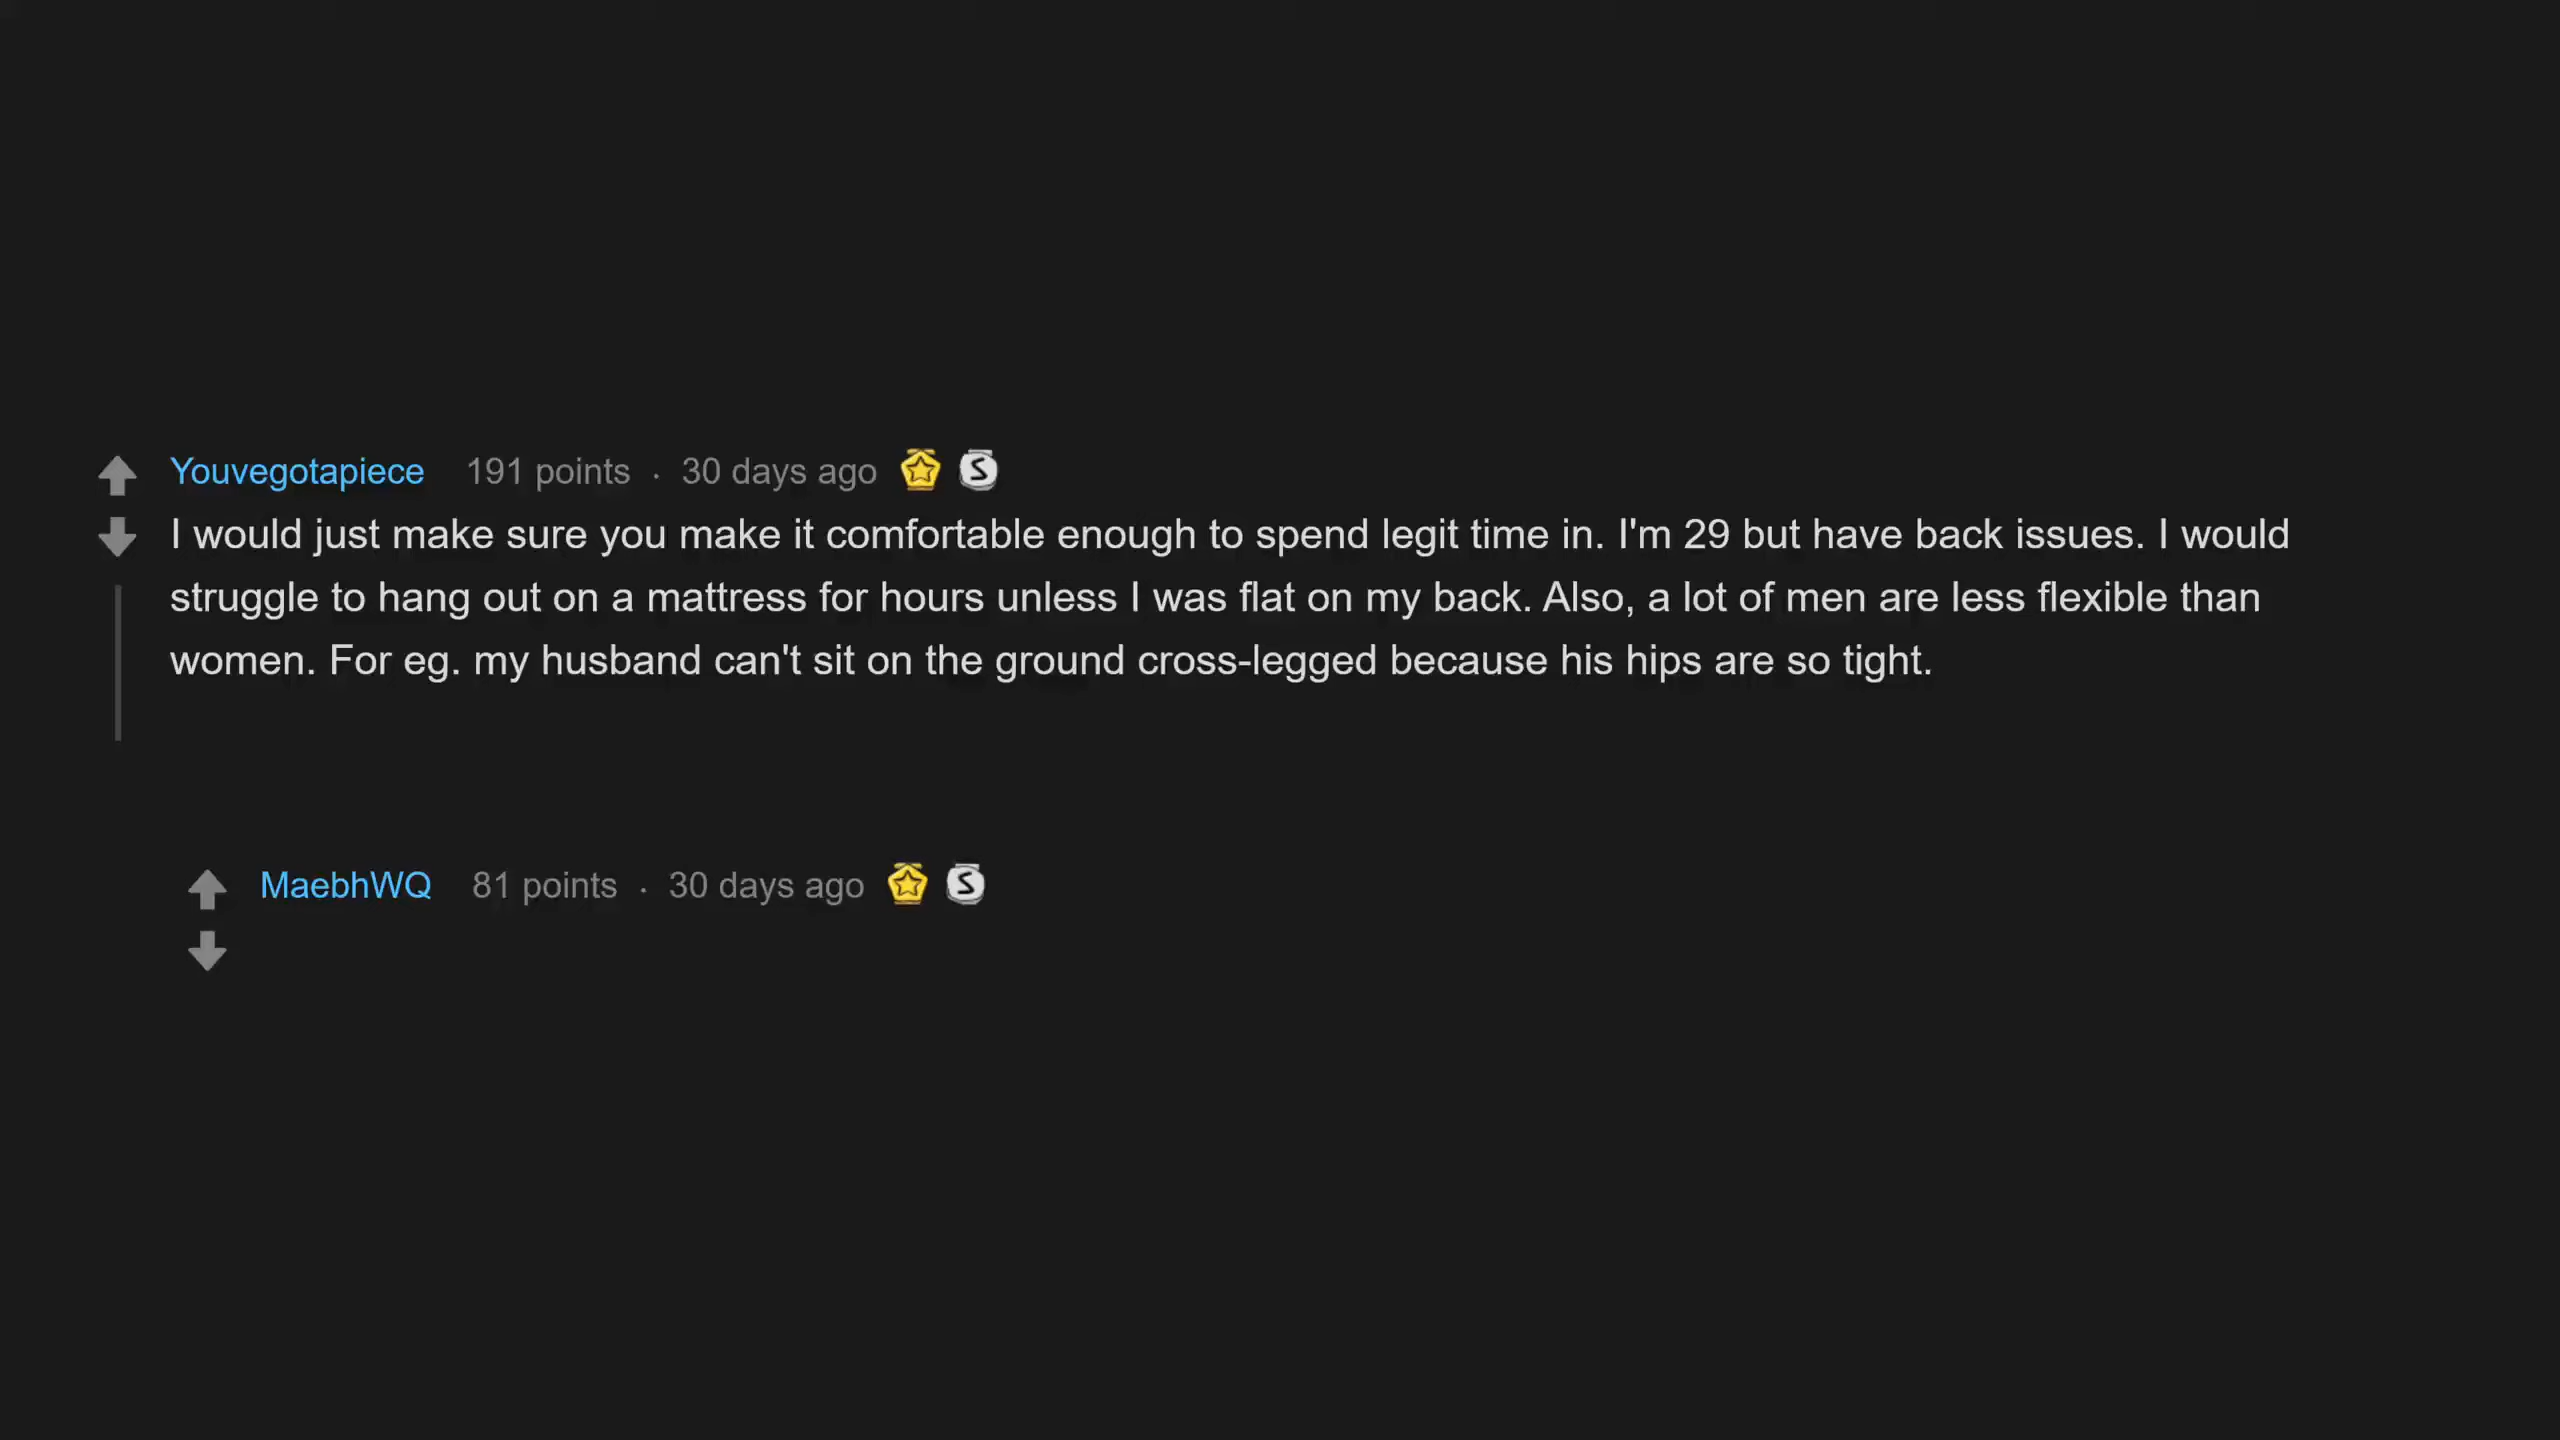 Youvegotapiece 191 points · 30 days ago S
I would just make sure you make it comfortable enough to spend legit time in. I'm 29 but have back issues. I would
struggle to hang out on a mattress for hours unless I was flat on my back. Also, a lot of men are less flexible than
women. For eg. my husband can't sit on the ground cross-legged because his hips are so tight.
MaebhWQ 81 points · 30 days ago S